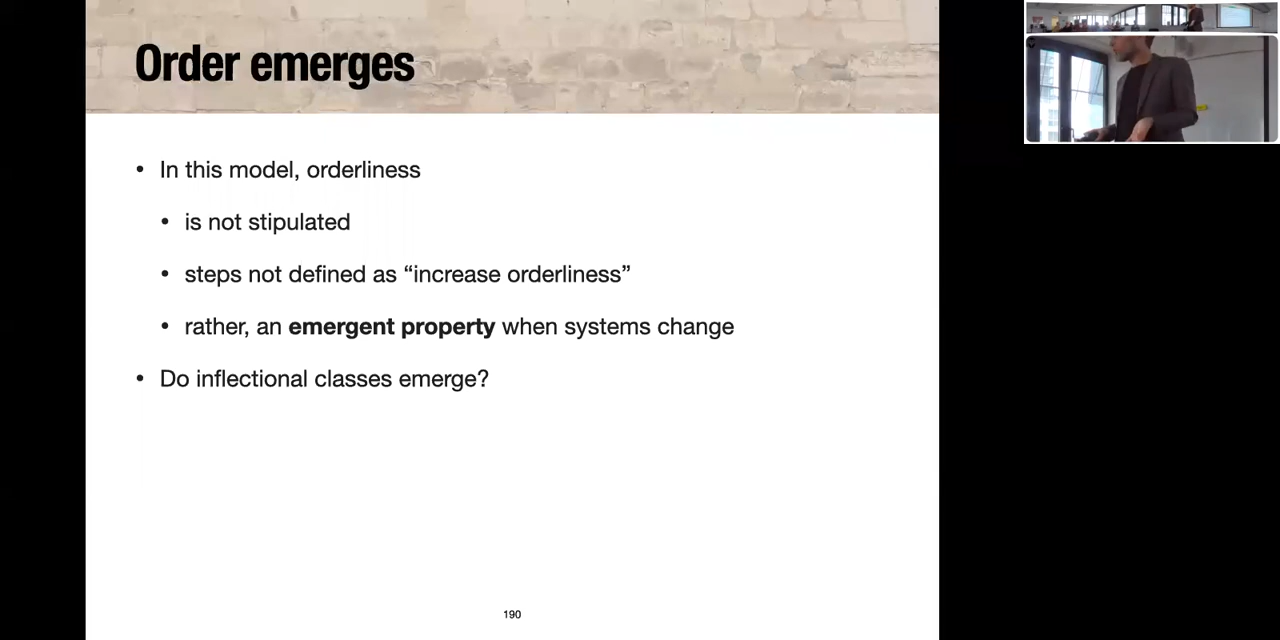 Order emerges
• In this model, orderliness
• is not stipulated
• steps not defined as “increase orderliness”
• rather, an emergent property when systems change
• Do inflectional classes emerge?
190